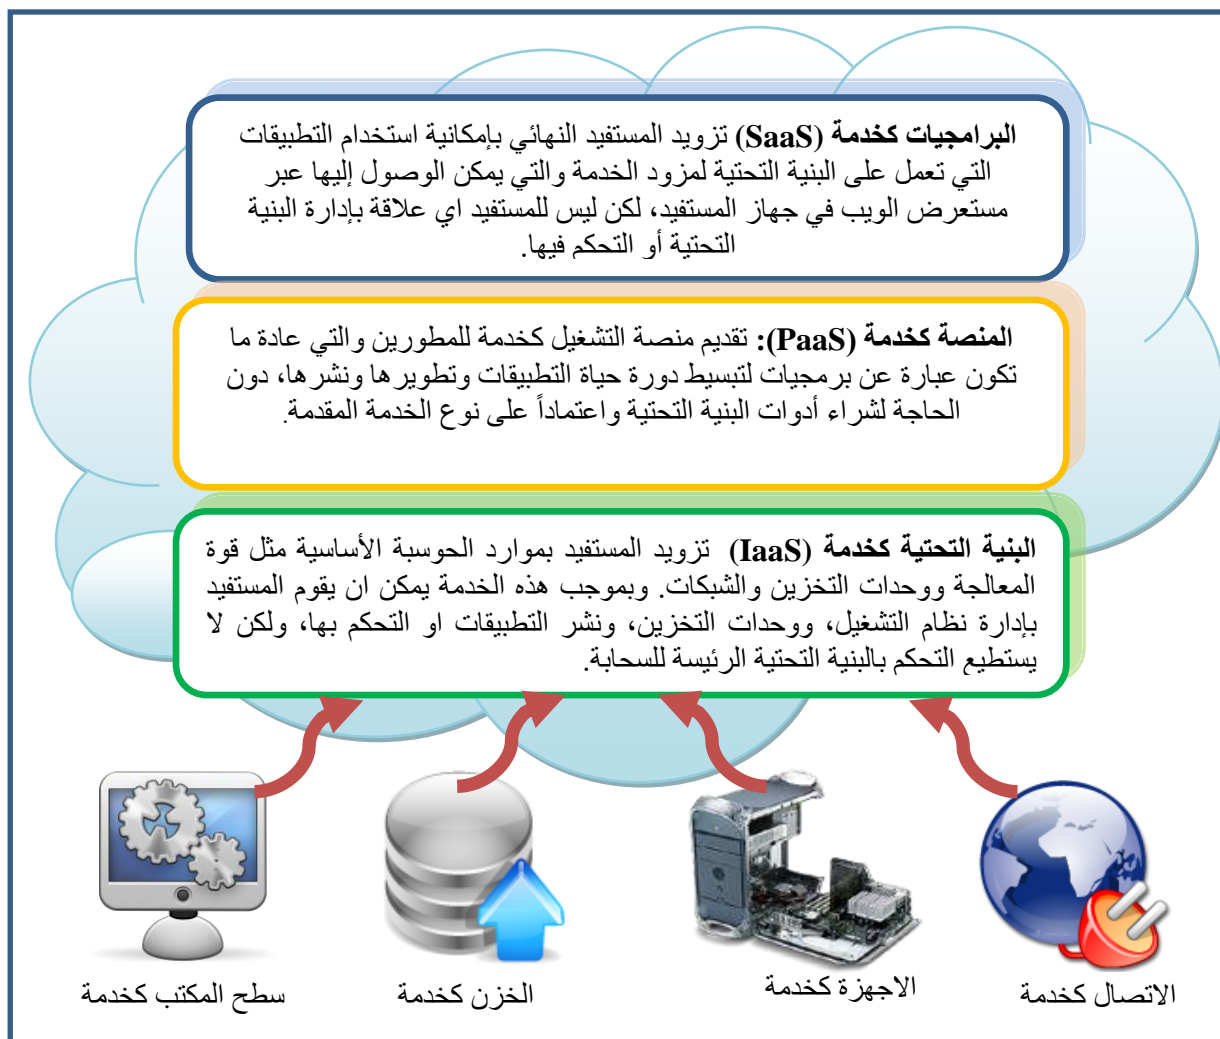 البرامجيات كخدمة (SaaS) تزويد المستفيد النهائي بإمكانية استخدام التطبيقات
التي تعمل على البنية التحتية لمزود الخدمة والتي يمكن الوصول إليها عبر
مستعرض الويب في جهاز المستفيد، لكن ليس للمستفيد اي علاقة بإدارة البنية
التحتية أو التحكم فيها.
المنصة كخدمة (PaaS): تقديم منصة التشغيل كخدمة للمطورين والتي عادة ما
تكون عبارة عن برمجيات لتبسيط دورة حياة التطبيقات وتطويرها ونشرها، دون
الحاجة لشراء أدوات البنية التحتية واعتماداً على نوع الخدمة المقدمة.
البنية التحتية كخدمة (IaaS) تزويد المستفيد بموارد الحوسبة الأساسية مثل قوة
المعالجة ووحدات التخزين والشبكات. وبموجب هذه الخدمة يمكن ان يقوم المستفيد
بإدارة نظام التشغيل، ووحدات التخزين، ونشر التطبيقات او التحكم بها، ولكن لا
يستطيع التحكم بالبنية التحتية الرئيسة للسحابة.
الاتصال كخدمة
الاجهزة كخدمة
الخزن كخدمة
سطح المكتب كخدمة